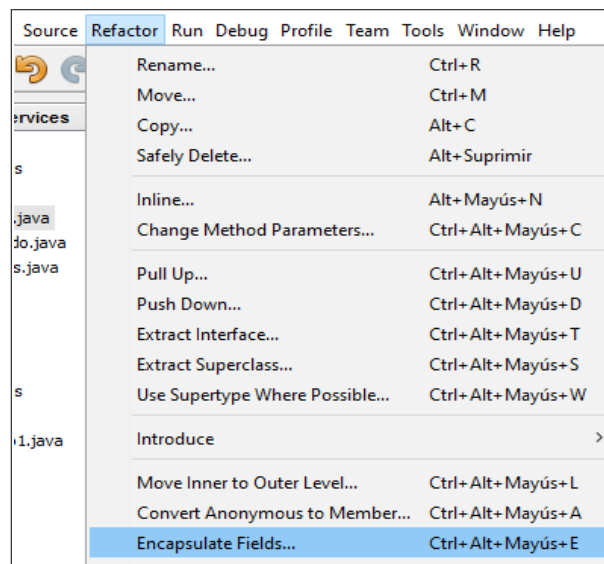 Source Refactor Run Debug Profile Team Tools Window Help
ervices
s
.java
do.java
s.java
s
1.java
Rename... Ctrl+R
Move... Ctrl+M
Copy... Alt+C
Safely Delete... Alt+Suprimir
Inline... Alt+Mayús+N
Change Method Parameters... Ctrl+Alt+Mayús+C
Pull Up... Ctrl+Alt+Mayús+U
Push Down... Ctrl+Alt+Mayús+D
Extract Interface... Ctrl+Alt+Mayús+T
Extract Superclass... Ctrl+Alt+Mayús+S
Use Supertype Where Possible... Ctrl+Alt+Mayús+W
Introduce
Move Inner to Outer Level... Ctrl+Alt+Mayús+L
Convert Anonymous to Member... Ctrl+Alt+Mayús+A
Encapsulate Fields... Ctrl+Alt+Mayús+E